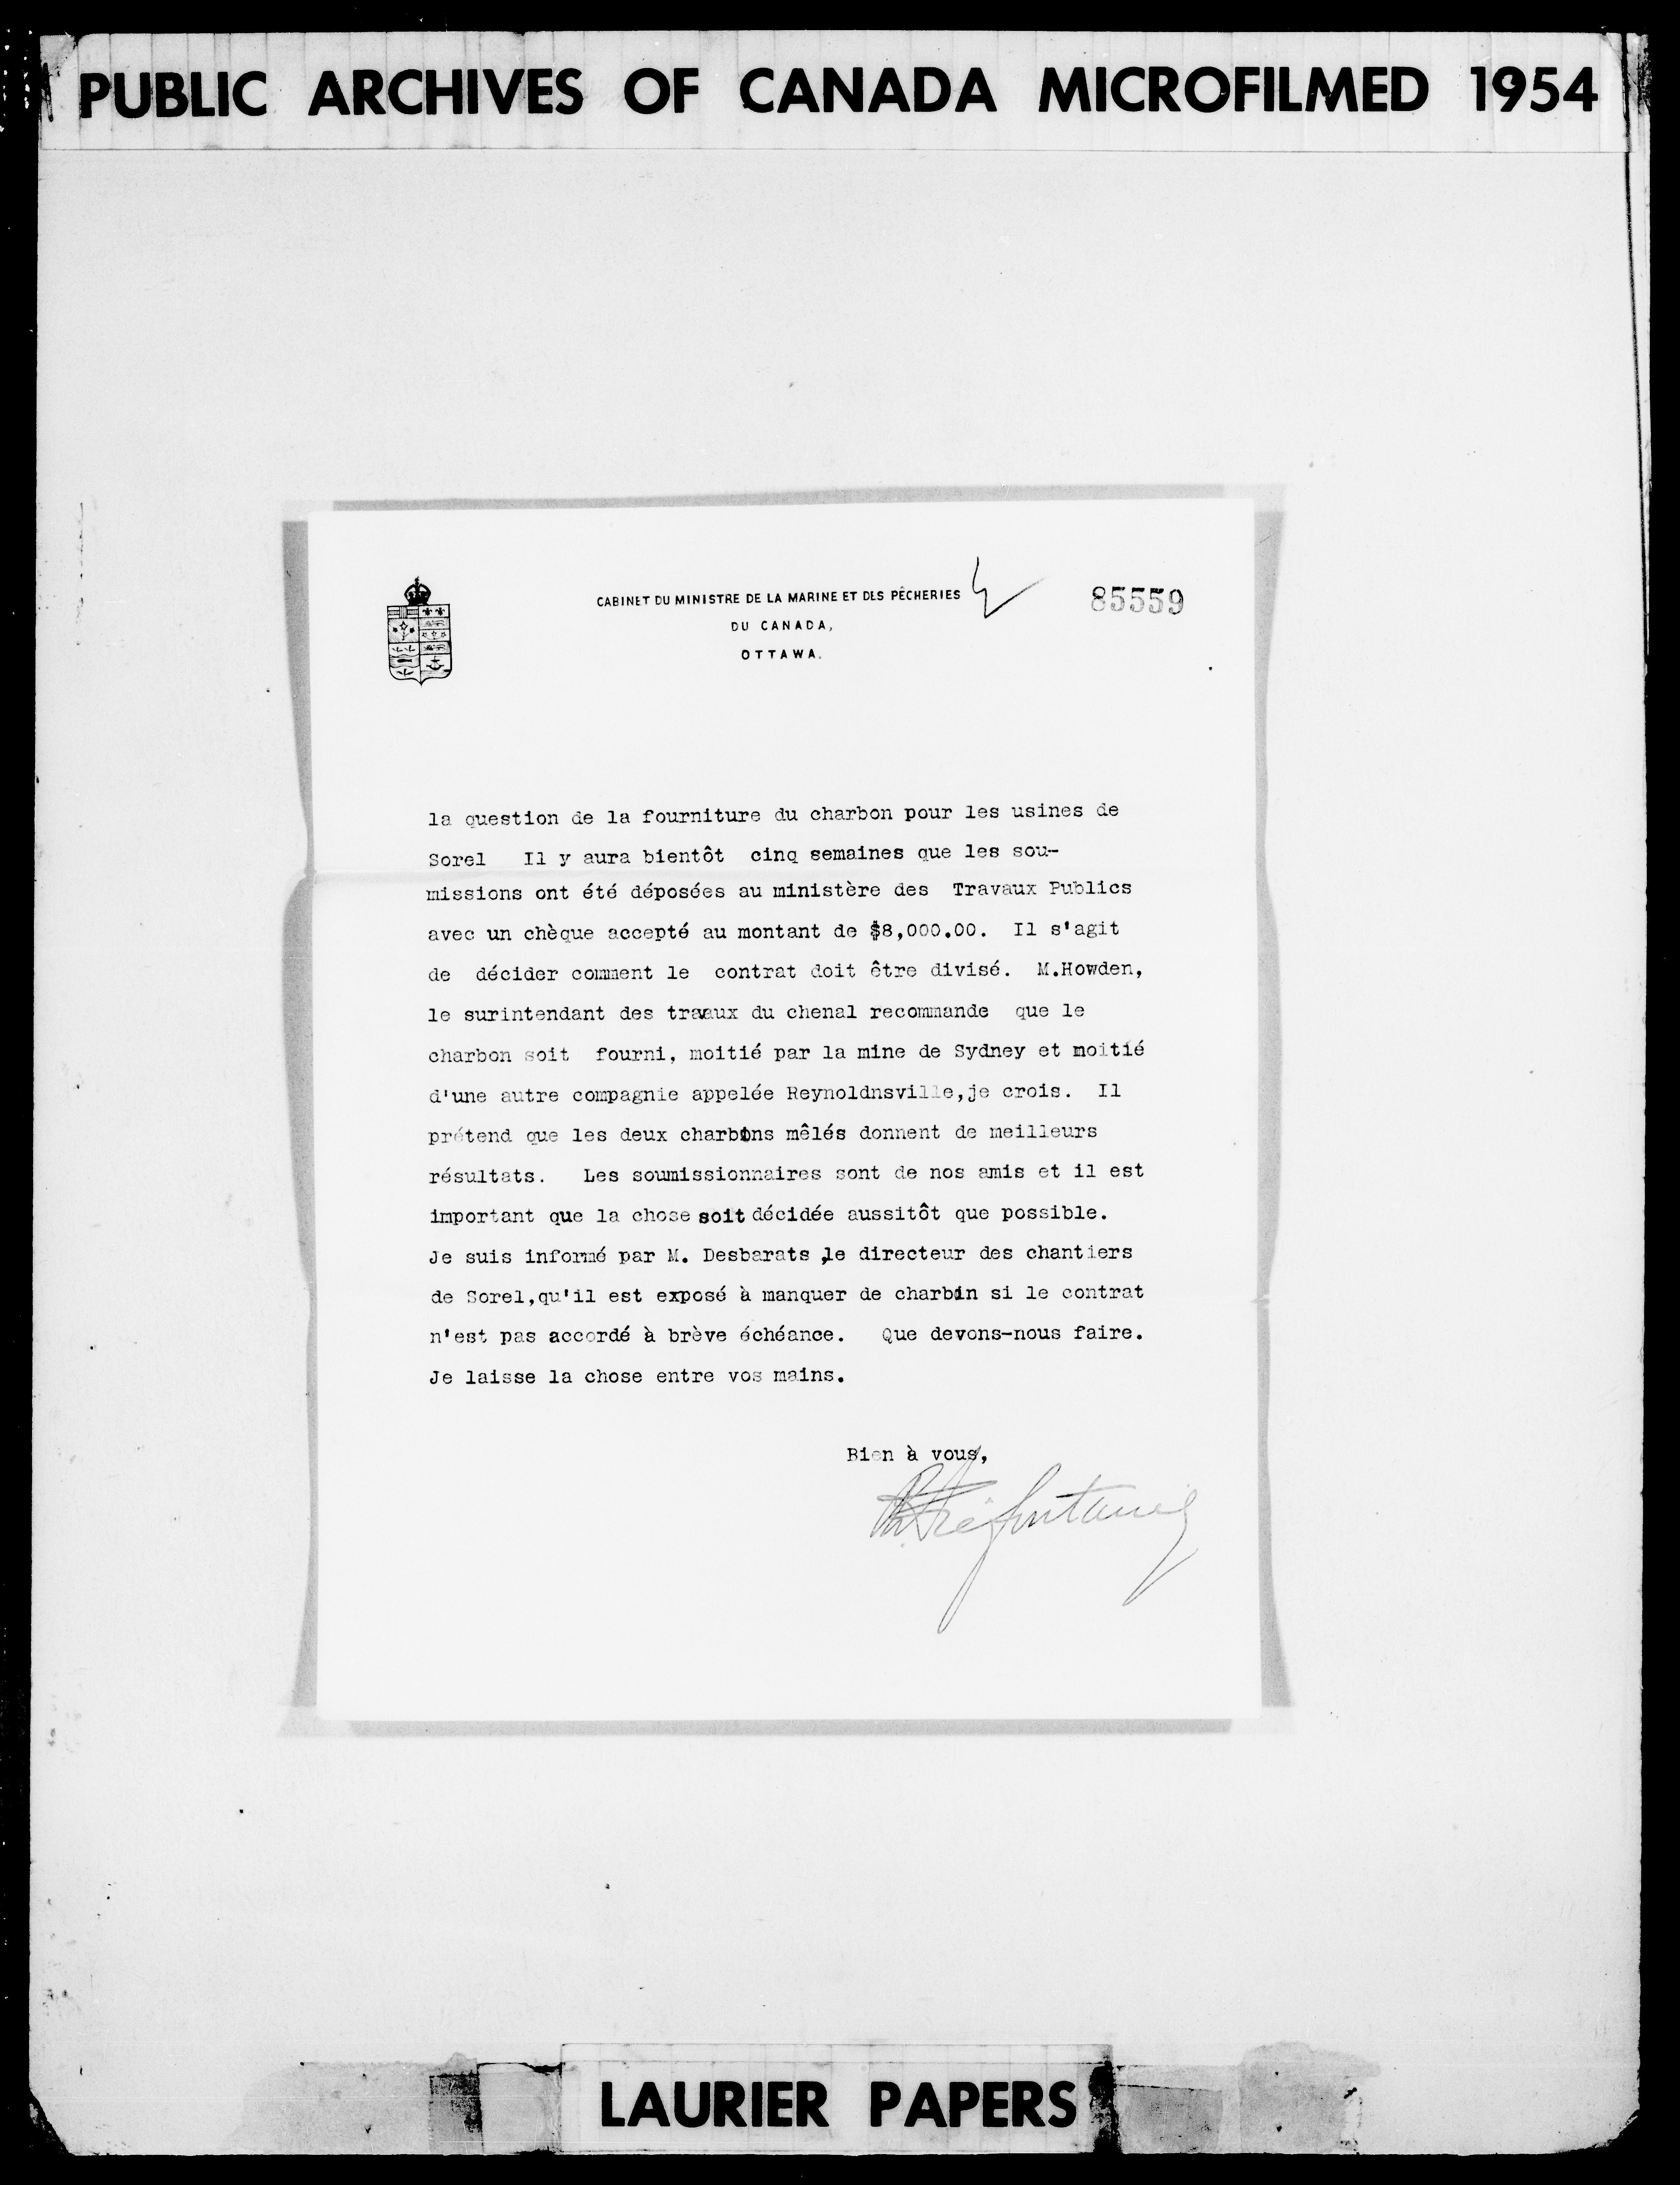 PUBLIC ARCHIVES OF CANADA MICROFILMED 1954
CABINET DU MINISTRE DE LA MARINE ET DES PÊCHERIES
85559
DU CANADA,
OTTAWA.
la question de la fourniture du charbon pour les usines de
Sorel Il y aura bientôt cinq semaines que les sou-
missions ont été déposées au ministère des Travaux Publics
avec un chèque accepté au montant de $8,000.00. Il s'agit
de décider comment le contrat doit être divisé. M.Howden,
le surintendant des travaux du chenal recommande que le
charbon soit fourni, moitié par la mine de Sydney et moitié
d'une autre compagnie appelée Reynoldnsville,je crois. Il
prétend que les deux charbons mêlés donnent de meilleurs
résultats. Les soumissionnaires sont de nos amis et il est
important que la chose soit décidée aussitôt que possible.
Je suis informé par M. Desbarats ,le directeur des chantiers
de Sorel,qu'il est exposé à manquer de charbon si le contrat
n'est pas accordé à brève échéance. Que devons-nous faire.
Je laisse la chose entre vos mains.
Bien à vous,
Préfontaine
LAURIER PAPERS